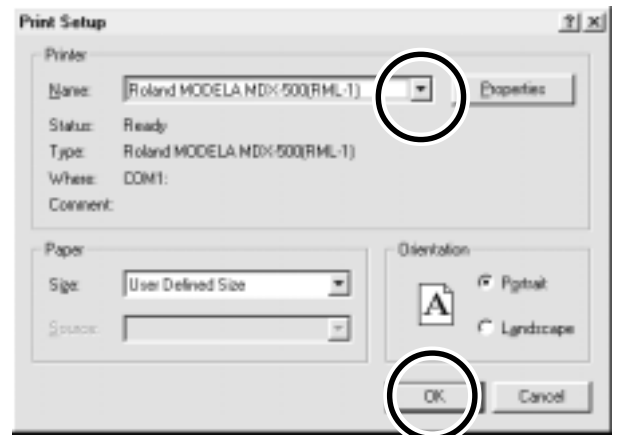 Print Setup
Printer
Name: Roland MODELA MDX-500(RML-1) Properties
Status: Ready
Type: Roland MODELA MDX-500(RML-1)
Where: COM1:
Comment:
Paper
Size: User Defined Size
Source:
Orientation
A
Portrait
Landscape
OK Cancel